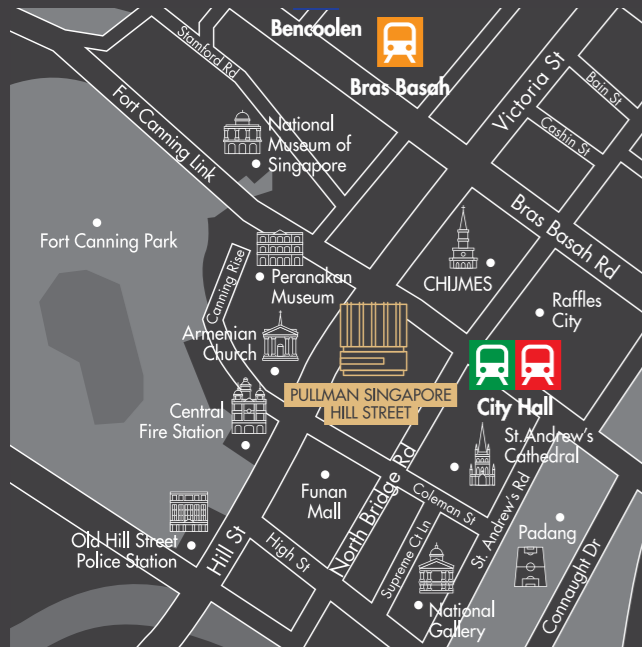 Bencoolen
Stamford Rd
Bras Basah
Victoria St
Bain St
Cashin St
Fort Canning Link
National
Museum of
Singapore
Bras Basah Rd
Fort Canning Park
Canning Rise
Peranakan
Museum
CHIJMES
Raffles
City
Armenian
Church
PULLMAN SINGAPORE
HILL STREET
City Hall
Central
Fire Station
St.Andrew's
Cathedral
Funan
Mall
North Bridge Rd
Coleman St
St. Andrew's Rd
Padang
Old Hill Street
Police Station
Hill St
High St
Supreme Ct Ln
Connaught Dr
National
Gallery